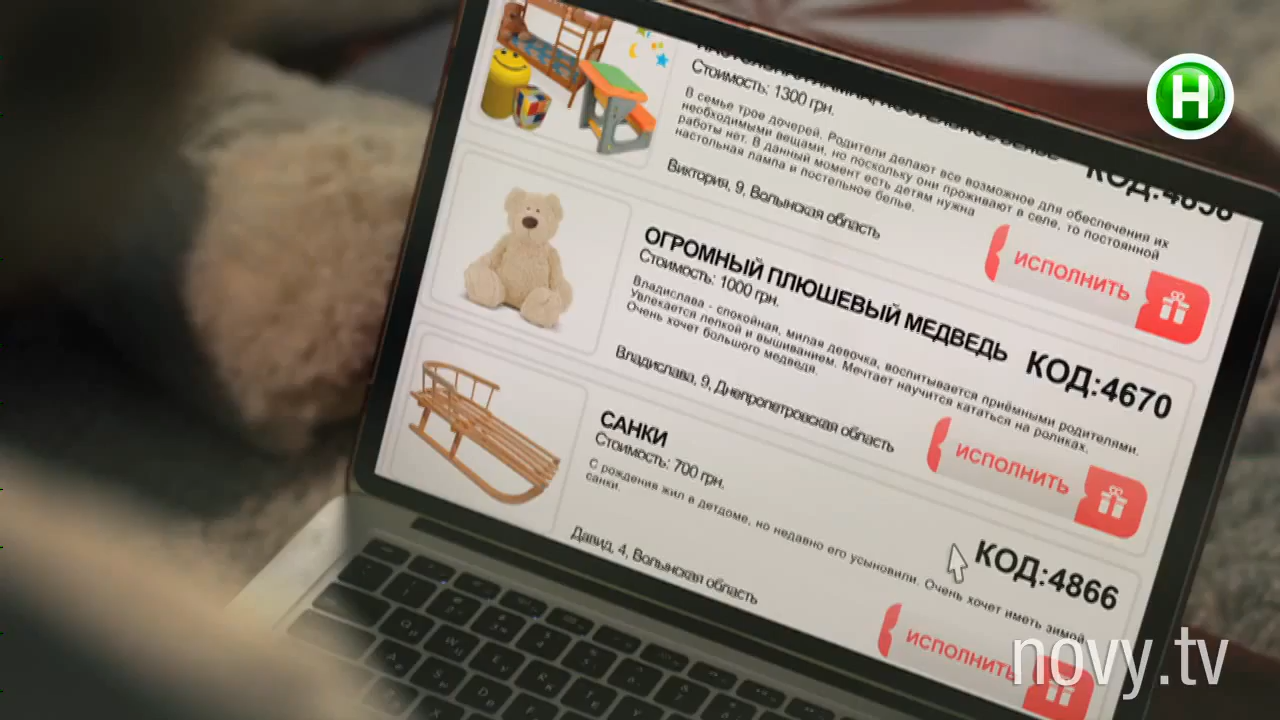 НАСТОЛЬНАЯ ЛАМПА, ПОСТЕЛЬНОЕ БЕЛЬЕ
Стоимость: 1300 грн.
В семье трое дочерей. Родители делают все возможное для обеспечения их
необходимыми вещами, но поскольку они проживают в селе, то постоянной
работы нет. В данный момент есть детям нужна
настольная лампа и постельное белье.
Виктория, 9, Волынская область
ИСПОЛНИТЬ
ОГРОМНЫЙ ПЛЮШЕВЫЙ МЕДВЕДЬ
КОД:4670
Стоимость: 1000 грн.
Владислава - спокойная, милая девочка, воспитывается приёмными родителями.
Увлекается лепкой и вышиванием. Мечтает научится кататься на роликах.
Очень хочет большого медведя.
Владислава, 9, Днепропетровская область
ИСПОЛНИТЬ
САНКИ
КОД:4866
Стоимость: 700 грн.
С рождения жил в детдоме, но недавно его усыновили. Очень хочет иметь зимой
санки.
Давид, 4, Волынская область
ИСПОЛНИТЬ
Н
novy.tv